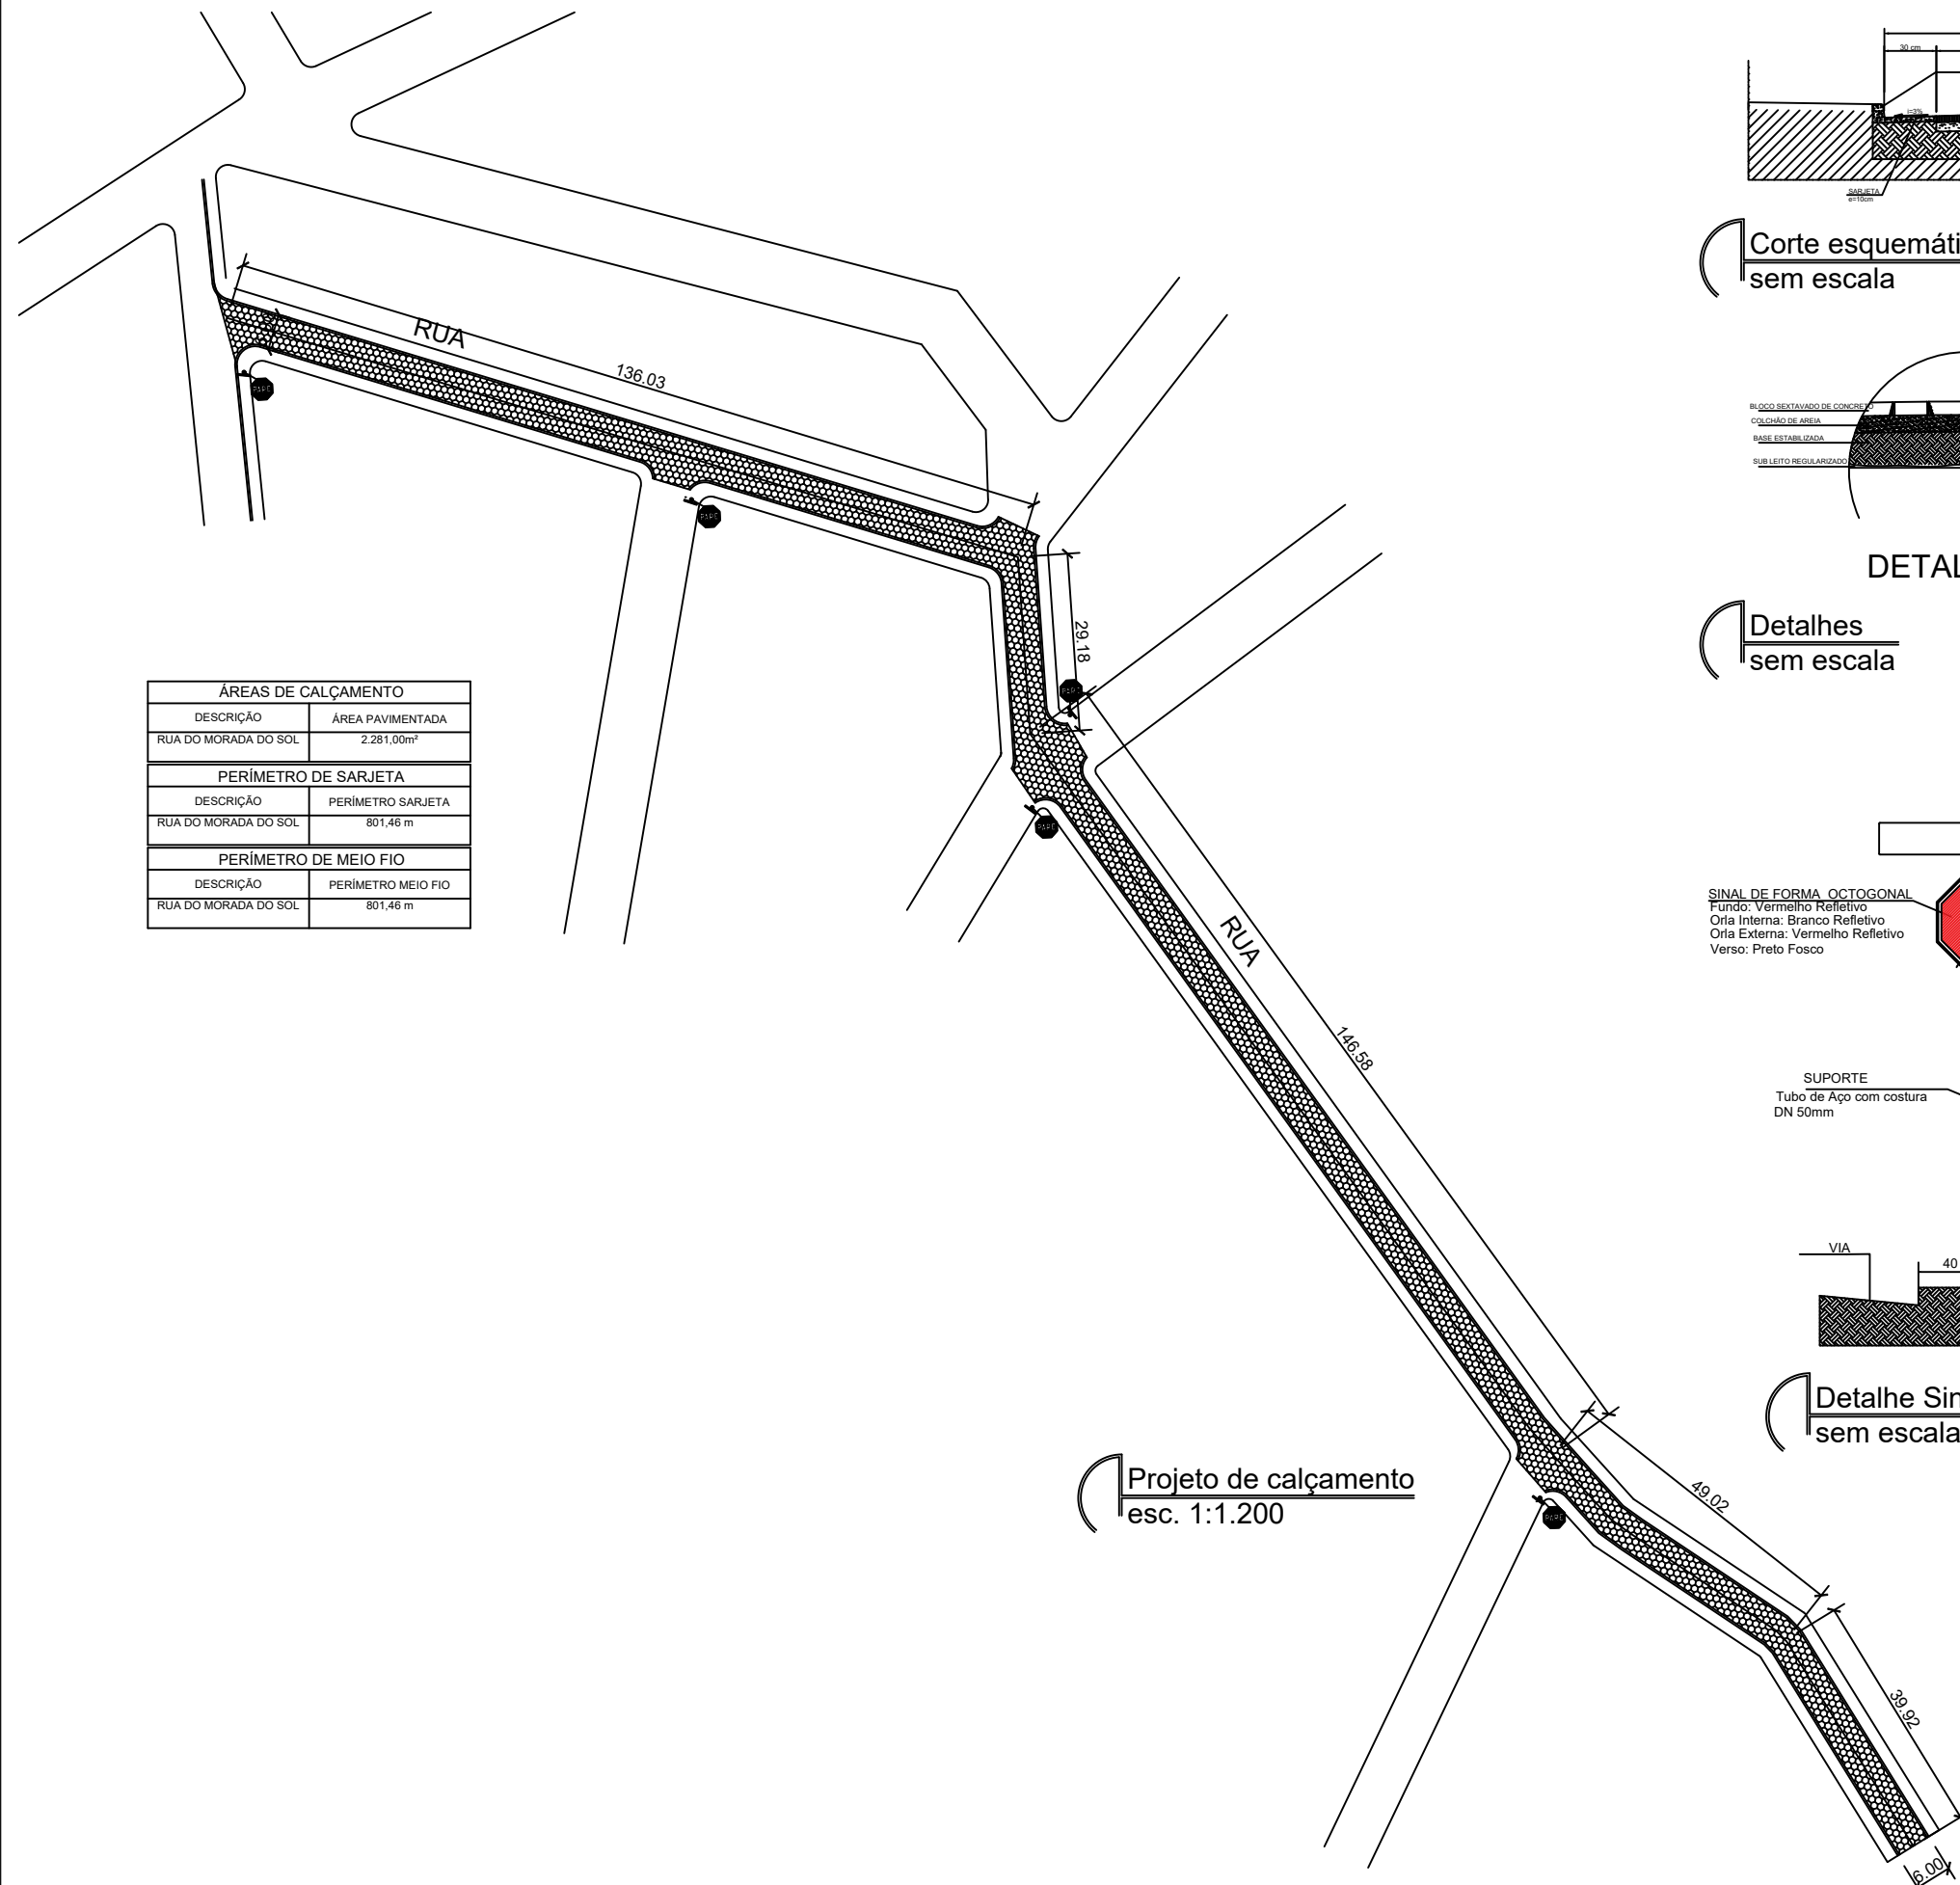 RUA
136.03
29.18
RUA
146.58
49.02
39.92
6.00
PARE
PARE
PARE
PARE
PARE
ÁREAS DE CALÇAMENTO
DESCRIÇÃO ÁREA PAVIMENTADA
RUA DO MORADA DO SOL 2.281,00m²
PERÍMETRO DE SARJETA
DESCRIÇÃO PERÍMETRO SARJETA
RUA DO MORADA DO SOL 801,46 m
PERÍMETRO DE MEIO FIO
DESCRIÇÃO PERÍMETRO MEIO FIO
RUA DO MORADA DO SOL 801,46 m
Projeto de calçamento
esc. 1:1.200
30 cm
i=3%
SARJETA
e=10cm
Corte esquemáti
sem escala
BLOCO SEXTAVADO DE CONCRETO
COLCHÃO DE AREIA
BASE ESTABILIZADA
SUB LEITO REGULARIZADO
DETAL
Detalhes
sem escala
SINAL DE FORMA OCTOGONAL
Fundo: Vermelho Refletivo
Orla Interna: Branco Refletivo
Orla Externa: Vermelho Refletivo
Verso: Preto Fosco
SUPORTE
Tubo de Aço com costura
DN 50mm
VIA
40
Detalhe Sin
sem escala